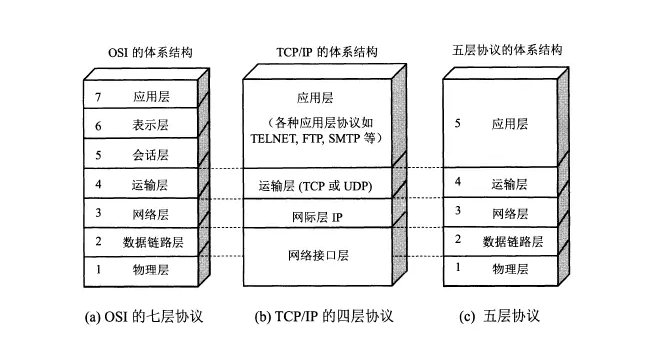 OSI 的体系结构
7 应用层
6 表示层
5 会话层
4 运输层
3 网络层
2 数据链路层
1 物理层
(a) OSI 的七层协议
TCP/IP 的体系结构
应用层
（各种应用层协议如
TELNET, FTP, SMTP 等）
运输层 (TCP 或 UDP)
网际层 IP
网络接口层
(b) TCP/IP 的四层协议
五层协议的体系结构
5 应用层
4 运输层
3 网络层
2 数据链路层
1 物理层
(c) 五层协议